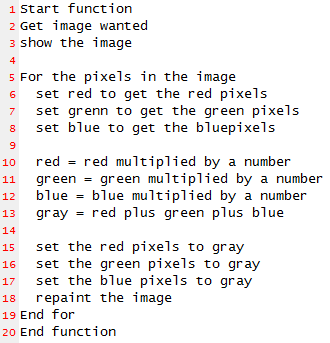 1 Start function
2 Get image wanted
3 show the image
4
5 For the pixels in the image
6 set red to get the red pixels
7 set grenn to get the green pixels
8 set blue to get the bluepixels
9
10 red = red multiplied by a number
11 green = green multiplied by a number
12 blue = blue multiplied by a number
13 gray = red plus green plus blue
14
15 set the red pixels to gray
16 set the green pixels to gray
17 set the blue pixels to gray
18 repaint the image
19 End for
20 End function